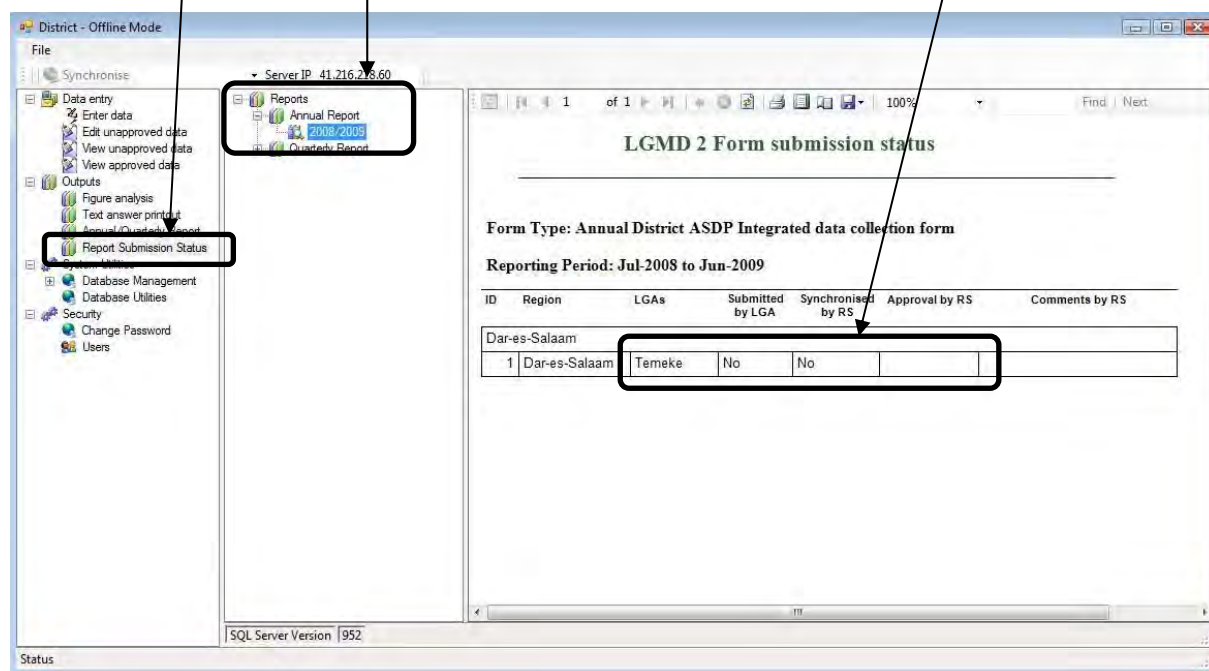 District - Offline Mode
File
Synchronise
Server IP 41.216.218.60
Data entry
Enter data
Edit unapproved data
View unapproved data
View approved data
Outputs
Figure analysis
Text answer printout
Annual/Quarterly Report
Report Submission Status
System Utilities
Database Management
Database Utilities
Security
Change Password
Users
Reports
Annual Report
2008/2009
Quarterly Report
1 of 1 100% Find | Next
LGMD 2 Form submission status
Form Type: Annual District ASDP Integrated data collection form
Reporting Period: Jul-2008 to Jun-2009
ID Region LGAs Submitted by LGA Synchronised by RS Approval by RS Comments by RS
Dar-es-Salaam
1 Dar-es-Salaam Temeke No No
SQL Server Version 952
Status